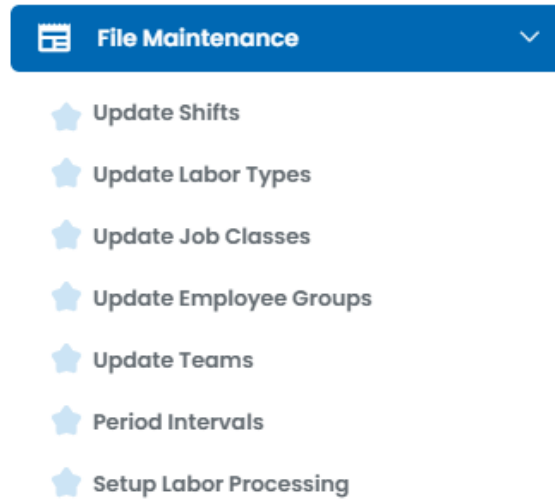 File Maintenance
Update Shifts
Update Labor Types
Update Job Classes
Update Employee Groups
Update Teams
Period Intervals
Setup Labor Processing